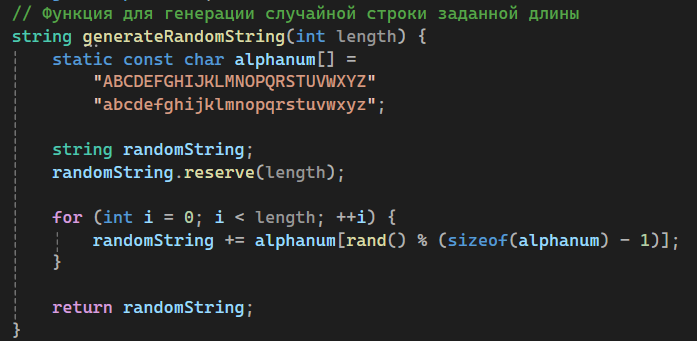 // Функция для генерации случайной строки заданной длины
string generateRandomString(int length) {
static const char alphanum[] =
"ABCDEFGHIJKLMNOPQRSTUVWXYZ"
"abcdefghijklmnopqrstuvwxyz";
string randomString;
randomString.reserve(length);
for (int i = 0; i < length; ++i) {
randomString += alphanum[rand() % (sizeof(alphanum) - 1)];
}
return randomString;
}